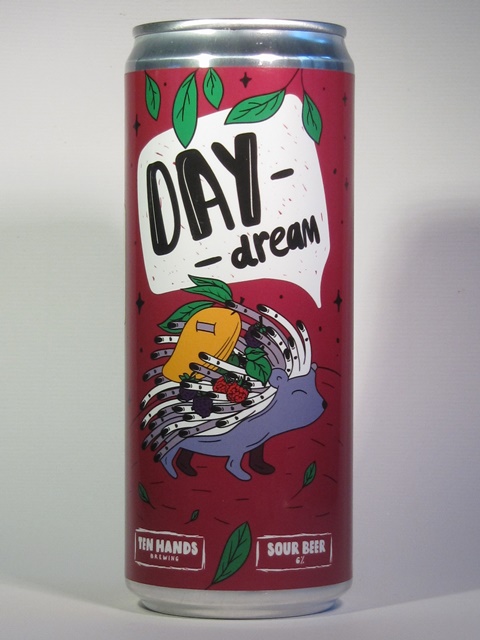 DAY-
-dream
TEN HANDS
BREWING
SOUR BEER
6%